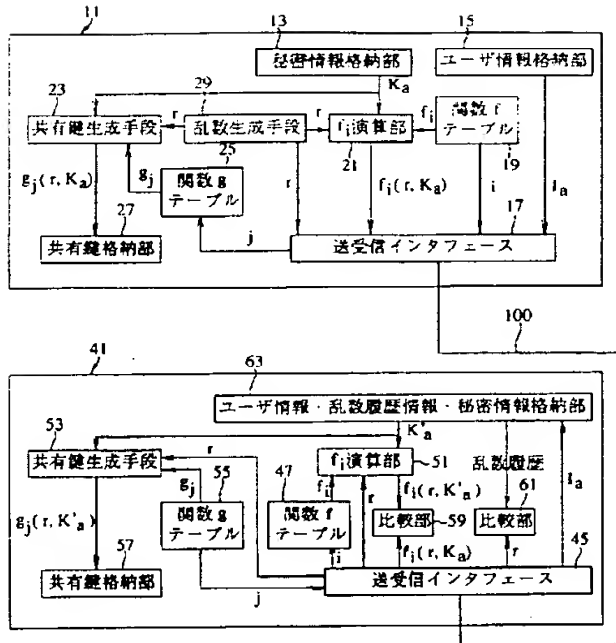 11
13
15
秘密情報格納部
ユーザ情報格納部
Ka
23
29
共有鍵生成手段
r
乱数生成手段
r
fi演算部
fi
関数 f
テーブル
25
21
19
gj(r, Ka)
gj
関数 g
テーブル
r
fi(r, Ka)
i
Ia
27
17
共有鍵格納部
j
送受信インタフェース
100
41
63
ユーザ情報・乱数履歴情報・秘密情報格納部
53
K'a
共有鍵生成手段
r
fi演算部
51
乱数履歴
Ia
gj
55
47
fi
r
fi(r, K'a)
61
gj(r, K'a)
関数 g
テーブル
関数 f
テーブル
比較部
59
比較部
57
i
fi(r, Ka)
r
45
共有鍵格納部
j
送受信インタフェース